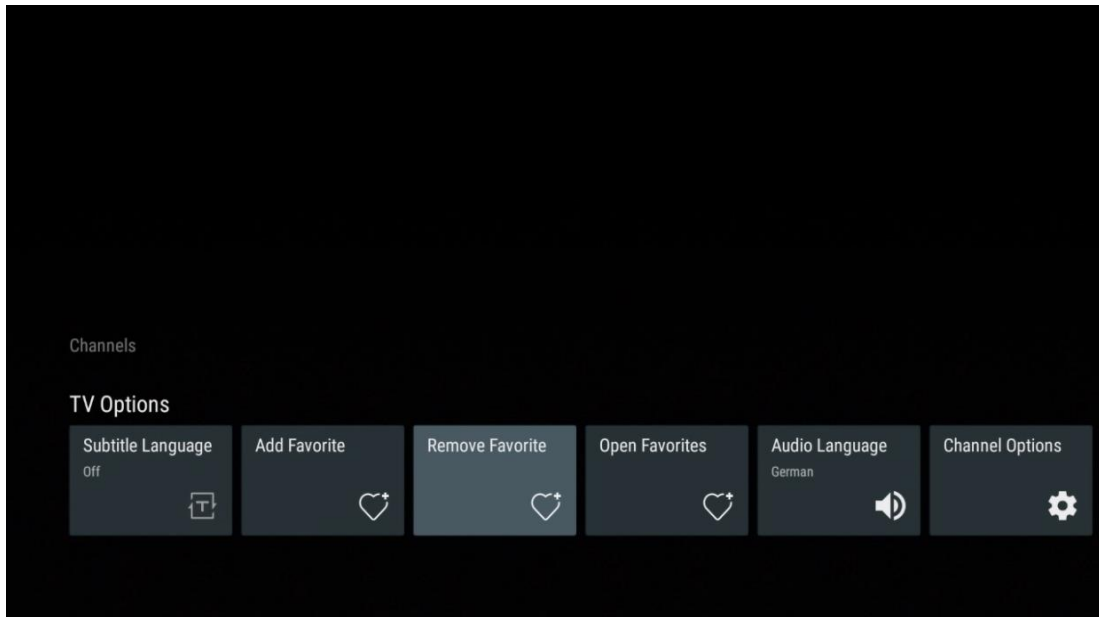 Channels
TV Options
Subtitle Language
Off
Add Favorite
Remove Favorite
Open Favorites
Audio Language
German
Channel Options